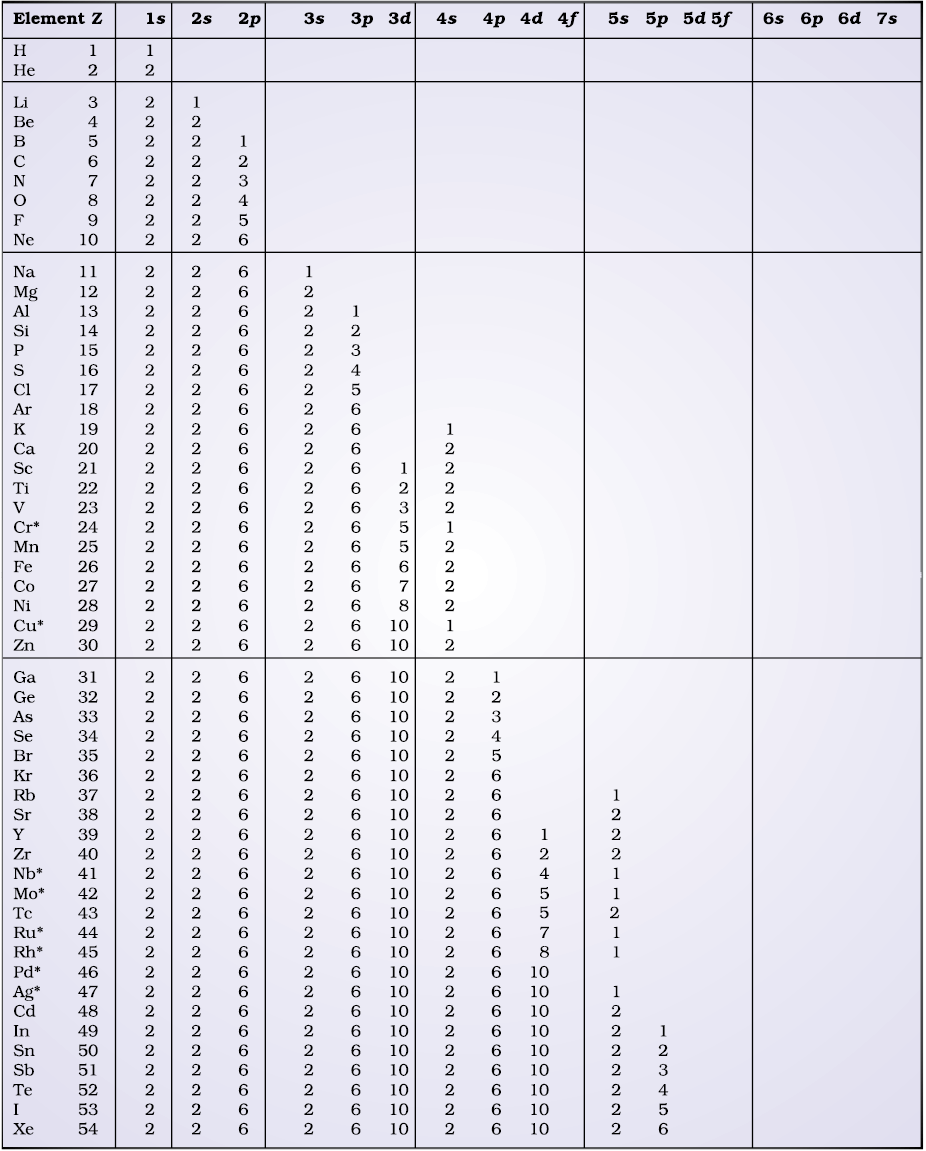 Element Z 1s 2s 2p 3s 3p 3d 4s 4p 4d 4f 5s 5p 5d 5f 6s 6p 6d 7s
H 1 1
He 2 2
Li 3 2 1
Be 4 2 2
B 5 2 2 1
C 6 2 2 2
N 7 2 2 3
O 8 2 2 4
F 9 2 2 5
Ne 10 2 2 6
Na 11 2 2 6 1
Mg 12 2 2 6 2
Al 13 2 2 6 2 1
Si 14 2 2 6 2 2
P 15 2 2 6 2 3
S 16 2 2 6 2 4
Cl 17 2 2 6 2 5
Ar 18 2 2 6 2 6
K 19 2 2 6 2 6 1
Ca 20 2 2 6 2 6 2
Sc 21 2 2 6 2 6 1 2
Ti 22 2 2 6 2 6 2 2
V 23 2 2 6 2 6 3 2
Cr* 24 2 2 6 2 6 5 1
Mn 25 2 2 6 2 6 5 2
Fe 26 2 2 6 2 6 6 2
Co 27 2 2 6 2 6 7 2
Ni 28 2 2 6 2 6 8 2
Cu* 29 2 2 6 2 6 10 1
Zn 30 2 2 6 2 6 10 2
Ga 31 2 2 6 2 6 10 2 1
Ge 32 2 2 6 2 6 10 2 2
As 33 2 2 6 2 6 10 2 3
Se 34 2 2 6 2 6 10 2 4
Br 35 2 2 6 2 6 10 2 5
Kr 36 2 2 6 2 6 10 2 6
Rb 37 2 2 6 2 6 10 2 6 1
Sr 38 2 2 6 2 6 10 2 6 2
Y 39 2 2 6 2 6 10 2 6 1 2
Zr 40 2 2 6 2 6 10 2 6 2 2
Nb* 41 2 2 6 2 6 10 2 6 4 1
Mo* 42 2 2 6 2 6 10 2 6 5 1
Tc 43 2 2 6 2 6 10 2 6 5 2
Ru* 44 2 2 6 2 6 10 2 6 7 1
Rh* 45 2 2 6 2 6 10 2 6 8 1
Pd* 46 2 2 6 2 6 10 2 6 10
Ag* 47 2 2 6 2 6 10 2 6 10 1
Cd 48 2 2 6 2 6 10 2 6 10 2
In 49 2 2 6 2 6 10 2 6 10 2 1
Sn 50 2 2 6 2 6 10 2 6 10 2 2
Sb 51 2 2 6 2 6 10 2 6 10 2 3
Te 52 2 2 6 2 6 10 2 6 10 2 4
I 53 2 2 6 2 6 10 2 6 10 2 5
Xe 54 2 2 6 2 6 10 2 6 10 2 6